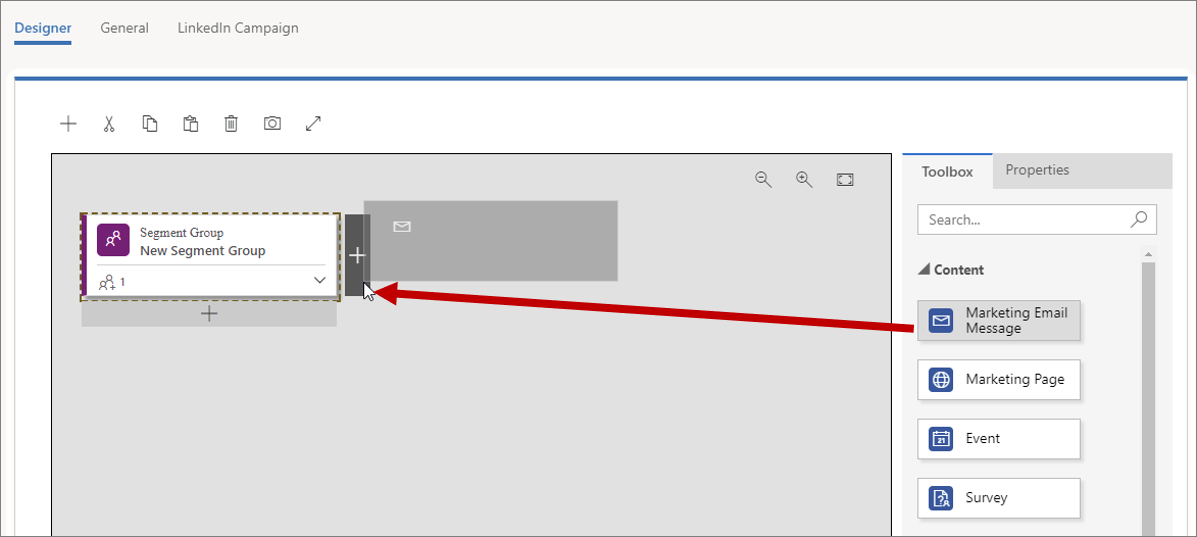 Designer General LinkedIn Campaign
Toolbox Properties
Search...
Segment Group
New Segment Group
1
Content
Marketing Email
Message
Marketing Page
21
Event
Survey